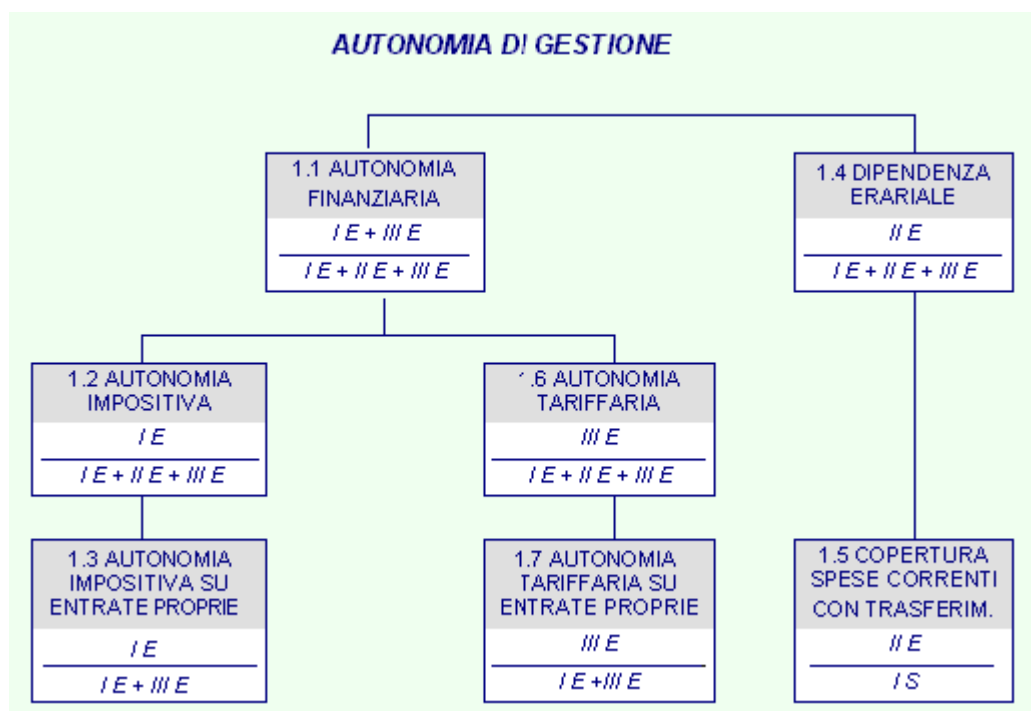 AUTONOMIA DI GESTIONE
1.1 AUTONOMIA
FINANZIARIA
I E + III E
I E + II E + III E
1.4 DIPENDENZA
ERARIALE
II E
I E + II E + III E
1.2 AUTONOMIA
IMPOSITIVA
I E
I E + II E + III E
1.6 AUTONOMIA
TARIFFARIA
III E
I E + II E + III E
1.3 AUTONOMIA
IMPOSITIVA SU
ENTRATE PROPRIE
I E
I E + III E
1.7 AUTONOMIA
TARIFFARIA SU
ENTRATE PROPRIE
III E
I E +III E
1.5 COPERTURA
SPESE CORRENTI
CON TRASFERIM.
II E
I S